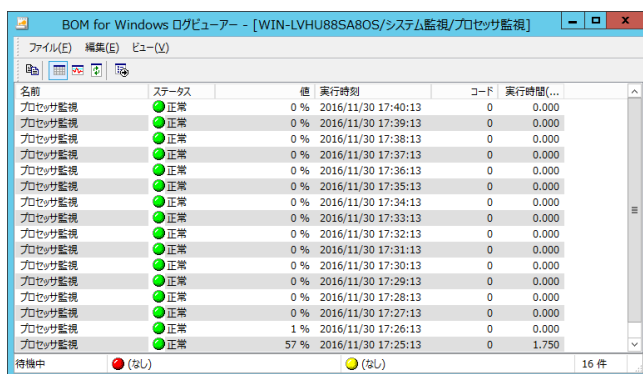 BOM for Windows ログビューアー - [WIN-LVHU88SA8OS/システム監視/プロセッサ監視]
ファイル(F) 編集(E) ビュー(V)
名前 ステータス 値 実行時刻 コード 実行時間(...
プロセッサ監視 正常 0 % 2016/11/30 17:40:13 0 0.000
プロセッサ監視 正常 0 % 2016/11/30 17:39:13 0 0.000
プロセッサ監視 正常 0 % 2016/11/30 17:38:13 0 0.000
プロセッサ監視 正常 0 % 2016/11/30 17:37:13 0 0.000
プロセッサ監視 正常 0 % 2016/11/30 17:36:13 0 0.000
プロセッサ監視 正常 0 % 2016/11/30 17:35:13 0 0.000
プロセッサ監視 正常 0 % 2016/11/30 17:34:13 0 0.000
プロセッサ監視 正常 0 % 2016/11/30 17:33:13 0 0.000
プロセッサ監視 正常 0 % 2016/11/30 17:32:13 0 0.000
プロセッサ監視 正常 0 % 2016/11/30 17:31:13 0 0.000
プロセッサ監視 正常 0 % 2016/11/30 17:30:13 0 0.000
プロセッサ監視 正常 0 % 2016/11/30 17:29:13 0 0.000
プロセッサ監視 正常 0 % 2016/11/30 17:28:13 0 0.000
プロセッサ監視 正常 0 % 2016/11/30 17:27:13 0 0.000
プロセッサ監視 正常 1 % 2016/11/30 17:26:13 0 0.000
プロセッサ監視 正常 57 % 2016/11/30 17:25:13 0 1.750
待機中 (なし) (なし) 16 件